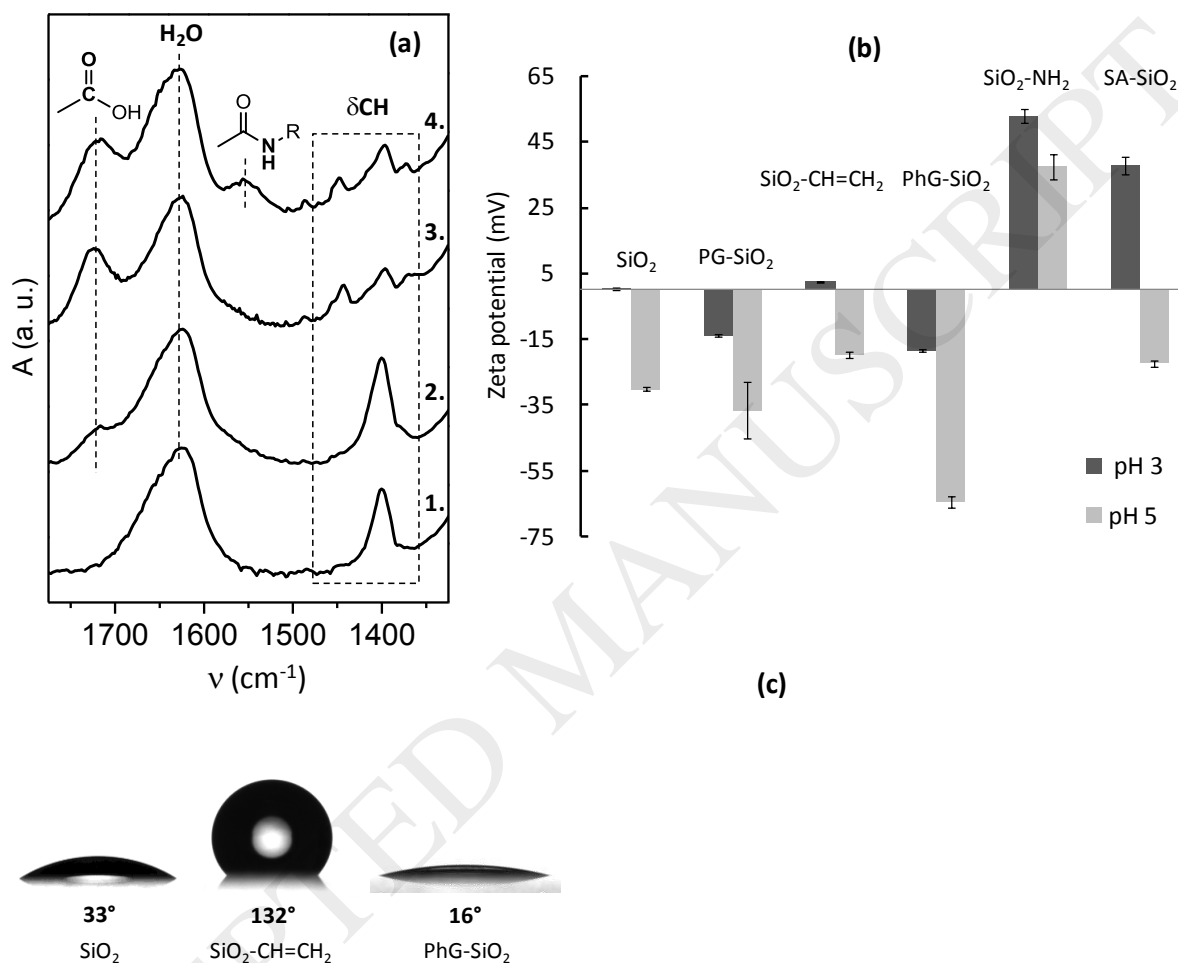 (a)
H₂O
O
C
OH
O
N
H
R
δCH
4.
3.
2.
1.
A (a. u.)
1700 1600 1500 1400
ν (cm⁻¹)
(b)
65
45
25
5
-15
-35
-55
-75
Zeta potential (mV)
SiO₂-NH₂ SA-SiO₂
SiO₂-CH=CH₂ PhG-SiO₂
SiO₂ PG-SiO₂
pH 3
pH 5
(c)
33° 132° 16°
SiO₂ SiO₂-CH=CH₂ PhG-SiO₂
EPTED MANUSCRIPT